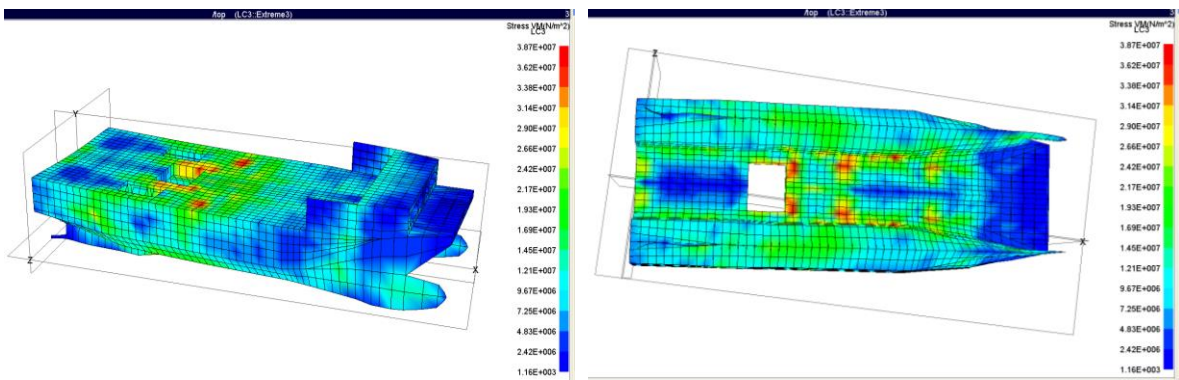 /top (LC3::Extreme3) 3
Stress VM(N/m^2)
LC3
3.87E+007
3.62E+007
3.38E+007
3.14E+007
2.90E+007
2.66E+007
2.42E+007
2.17E+007
1.93E+007
1.69E+007
1.45E+007
1.21E+007
9.67E+006
7.25E+006
4.83E+006
2.42E+006
1.16E+003
Y
X
Z
/top (LC3::Extreme3) 3
Stress VM(N/m^2)
LC3
3.87E+007
3.62E+007
3.38E+007
3.14E+007
2.90E+007
2.66E+007
2.42E+007
2.17E+007
1.93E+007
1.69E+007
1.45E+007
1.21E+007
9.67E+006
7.25E+006
4.83E+006
2.42E+006
1.16E+003
Z
X